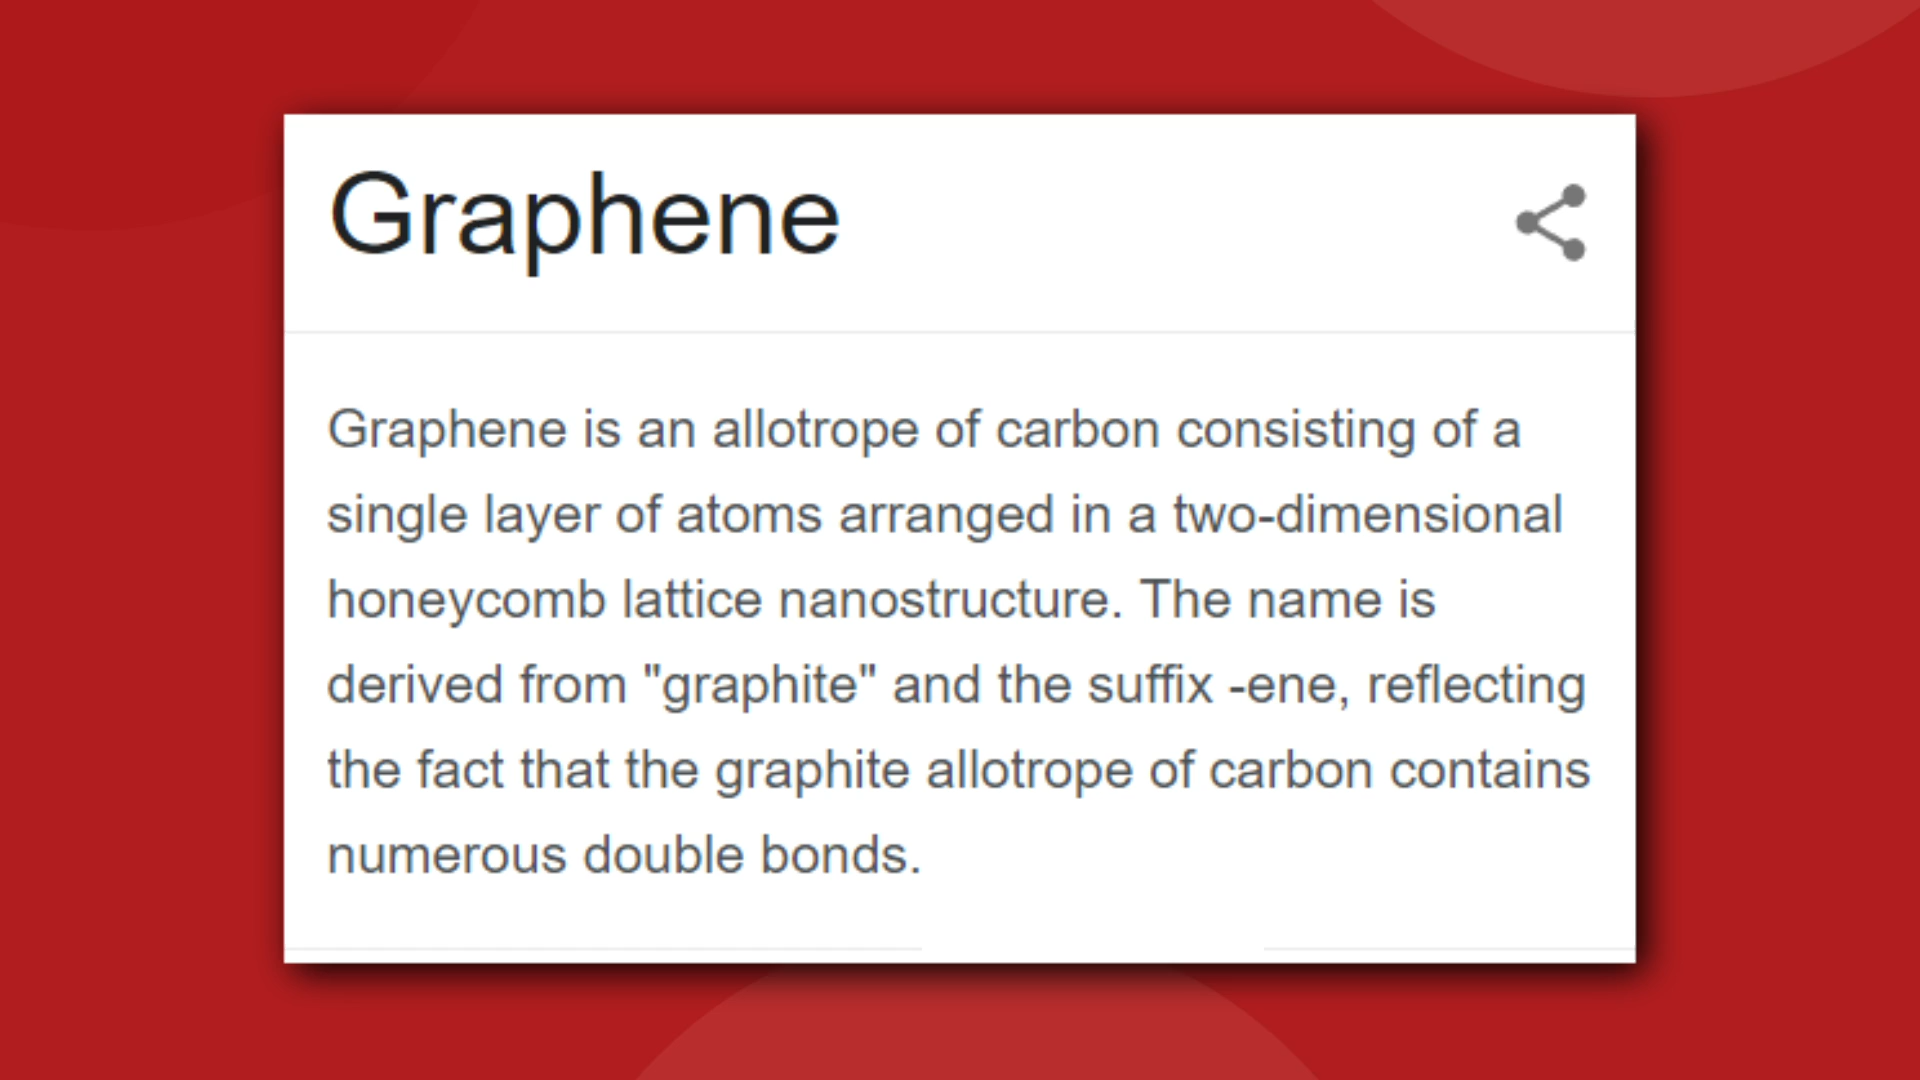 Graphene
Graphene is an allotrope of carbon consisting of a
single layer of atoms arranged in a two-dimensional
honeycomb lattice nanostructure. The name is
derived from "graphite" and the suffix -ene, reflecting
the fact that the graphite allotrope of carbon contains
numerous double bonds.